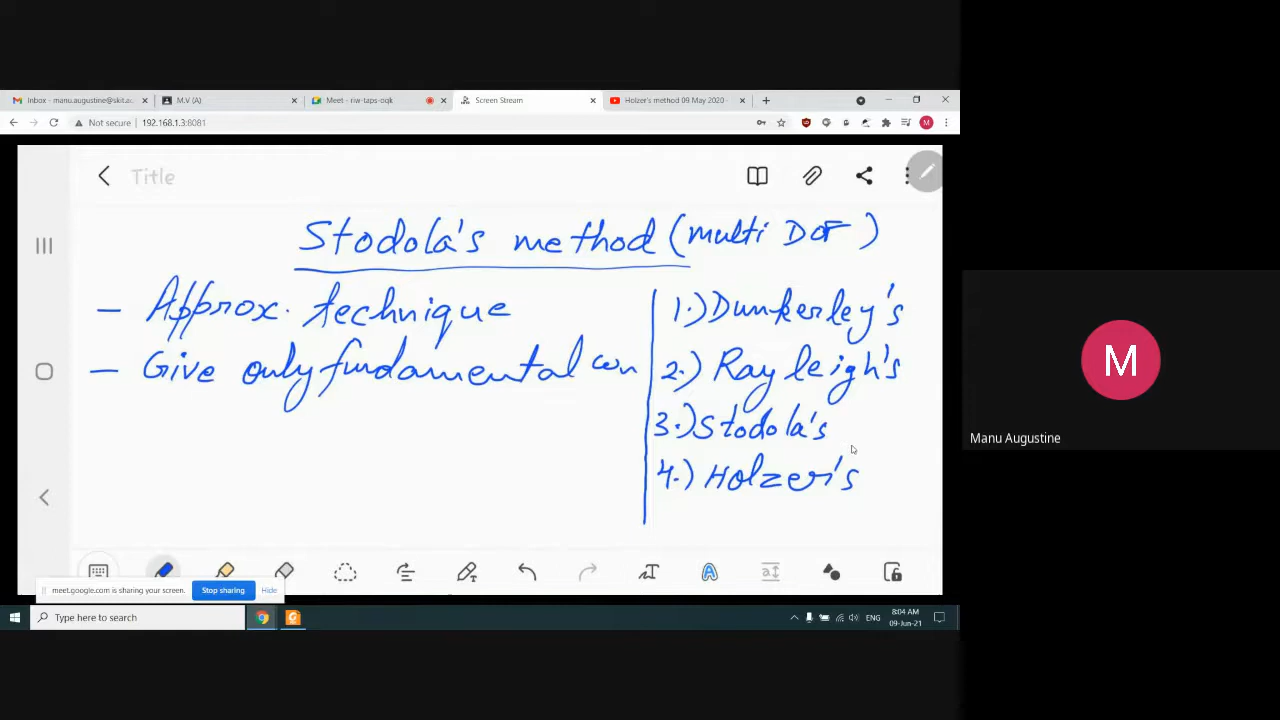 Inbox - manu.augustine@skit.a
M.V (A)
Meet - riw-taps-oqk
Screen Stream
Holzer's method 09 May 2020 -
Not secure | 192.168.1.3:8081
Title
Stodola's method (multi DOF)
- Approx. technique
- Give only fundamental ωn
1.) Dunkerley's
2.) Rayleigh's
3.) Stodola's
4.) Holzer's
M
Manu Augustine
meet.google.com is sharing your screen.
Stop sharing
Hide
Type here to search
ENG
8:04 AM
09-Jun-21